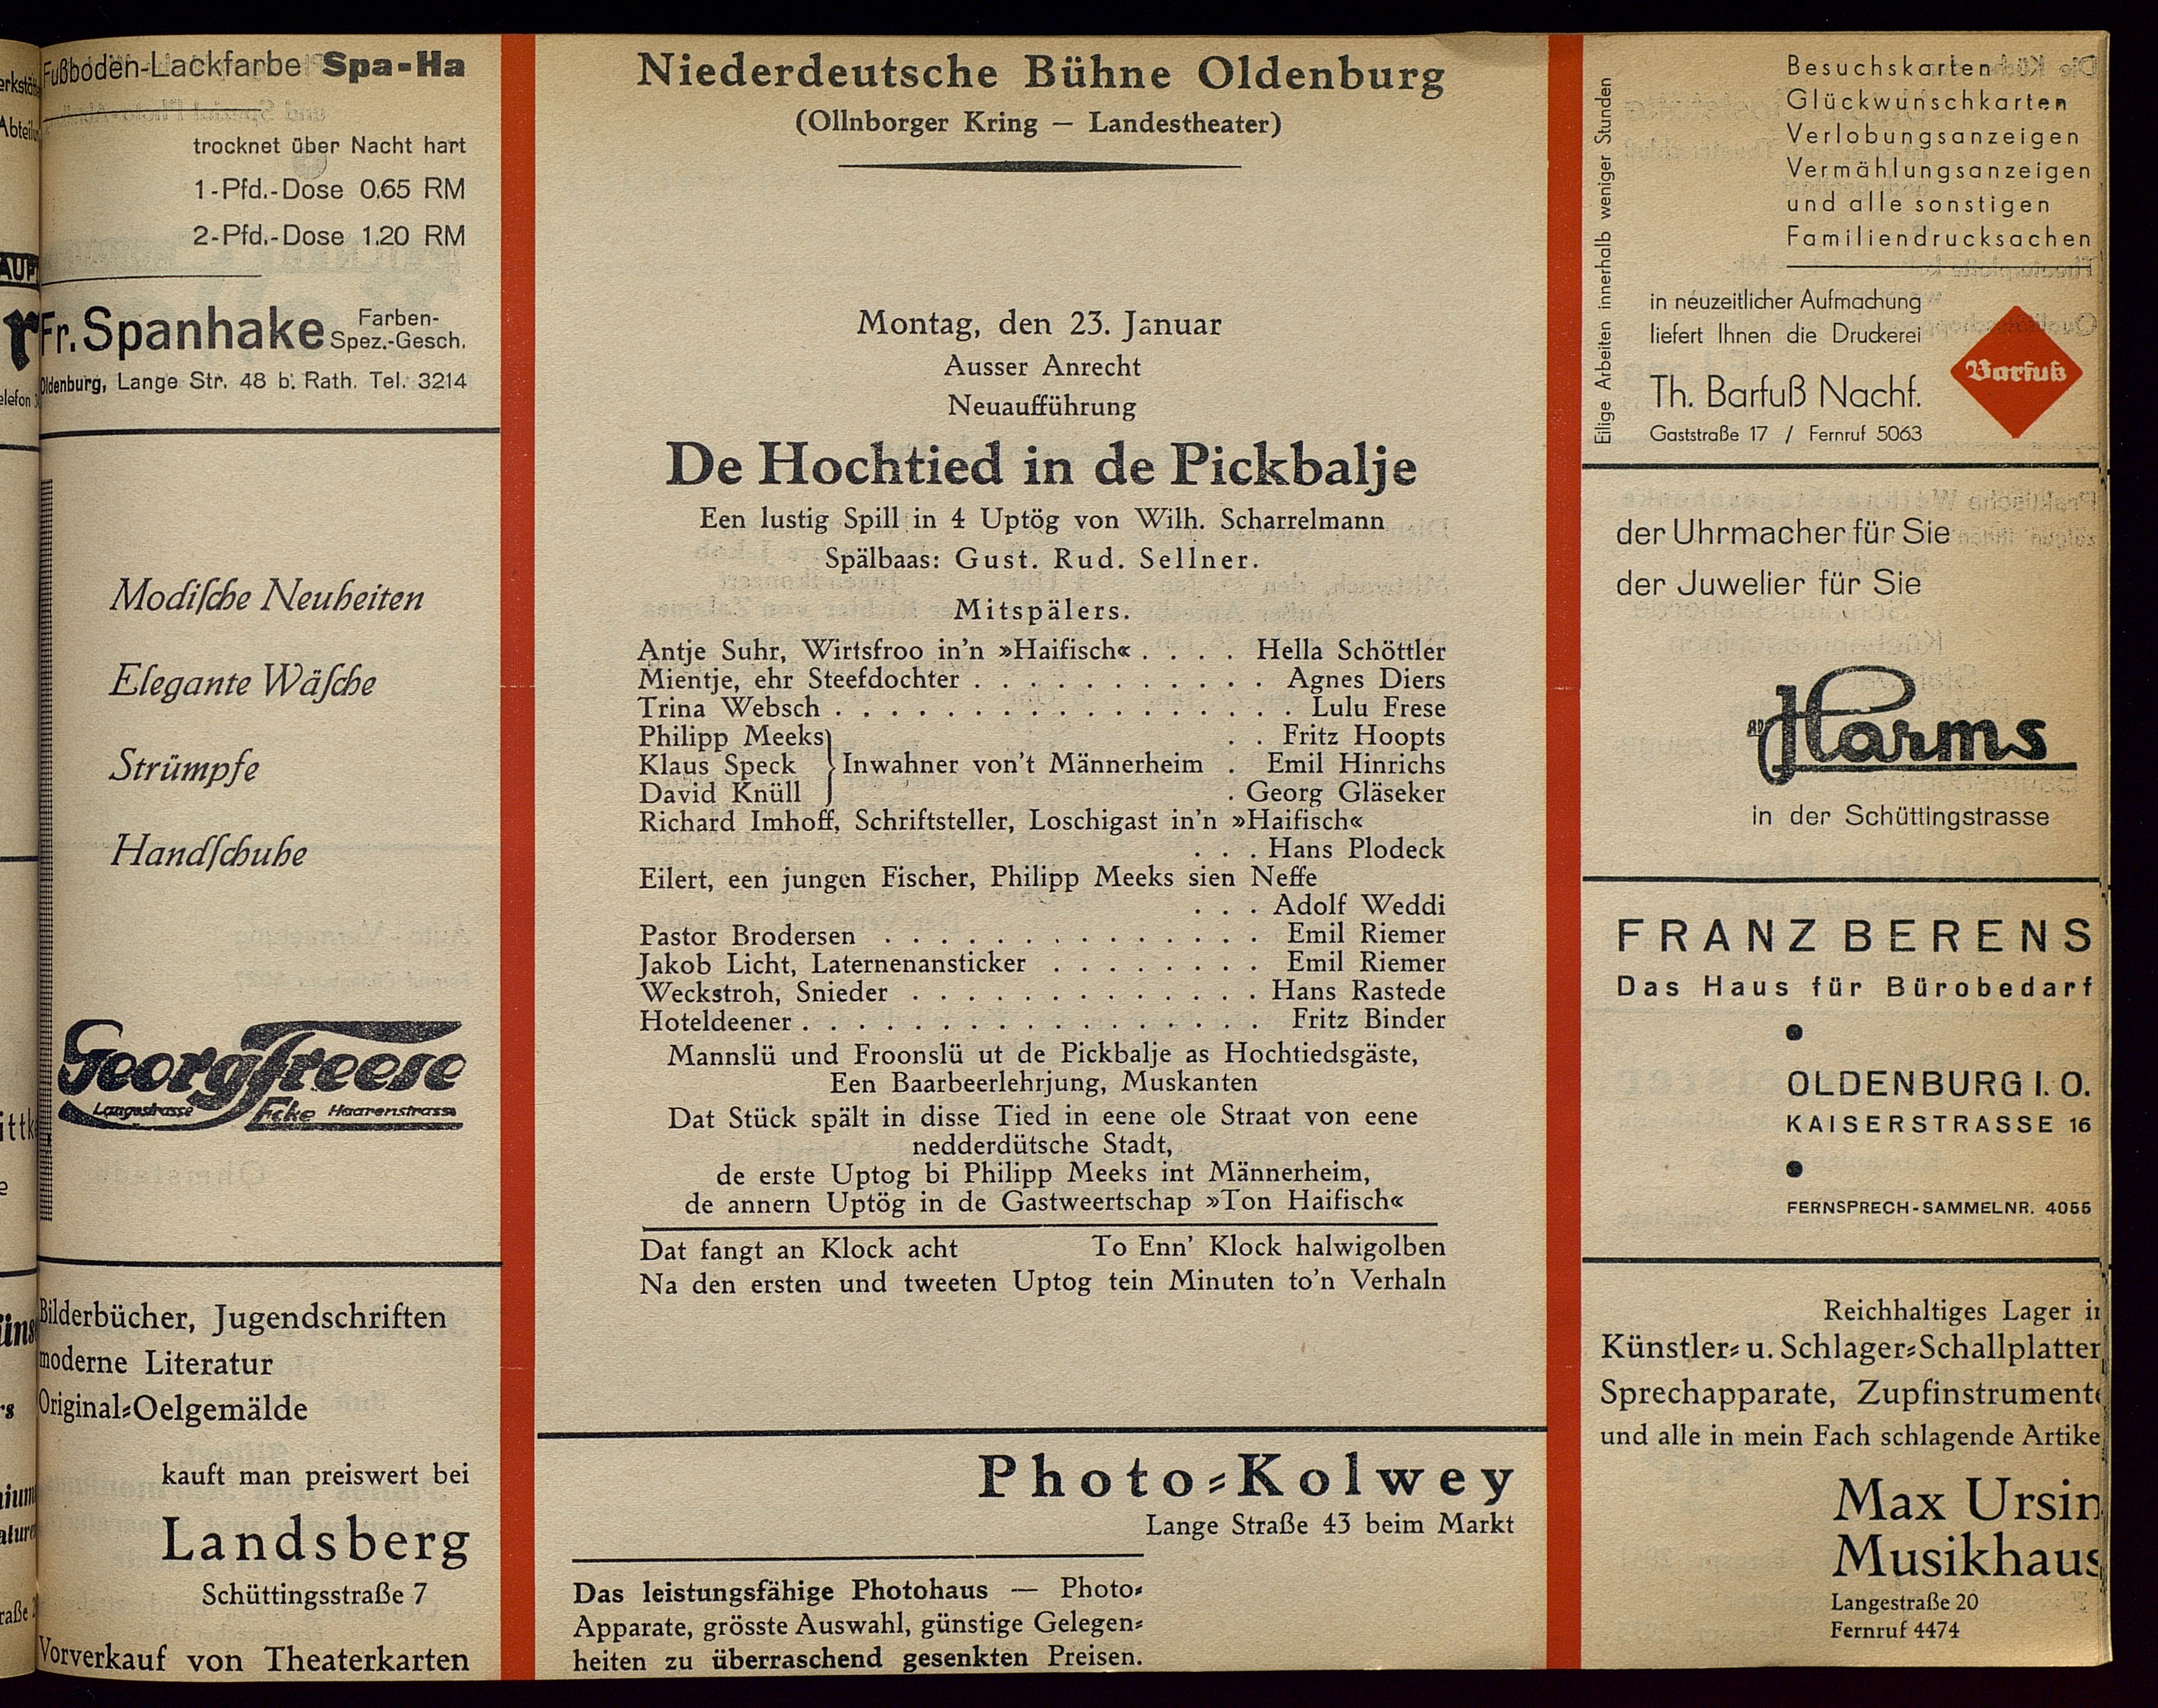 Fußboden-Lackfarbe Spa-Ha
trocknet über Nacht hart
1-Pfd.-Dose 0.65 RM
2-Pfd.-Dose 1.20 RM
Fr. Spanhake Farben-
Spez.-Gesch.
Oldenburg, Lange Str. 48 b. Rath. Tel. 3214
Modische Neuheiten
Elegante Wäsche
Strümpfe
Handschuhe
Georg Freese
Langestrasse Ecke Haarenstrasse
Bilderbücher, Jugendschriften
moderne Literatur
Original-Oelgemälde
kauft man preiswert bei
Landsberg
Schüttingsstraße 7
Vorverkauf von Theaterkarten
Niederdeutsche Bühne Oldenburg
(Ollnborger Kring — Landestheater)
Montag, den 23. Januar
Ausser Anrecht
Neuaufführung
De Hochtied in de Pickbalje
Een lustig Spill in 4 Uptög von Wilh. Scharrelmann
Spälbaas: Gust. Rud. Sellner.
Mitspälers.
Antje Suhr, Wirtsfroo in'n »Haifisch« . . . . Hella Schöttler
Mientje, ehr Steefdochter . . . . . . . . . . . Agnes Diers
Trina Websch . . . . . . . . . . . . . . . . . Lulu Frese
Philipp Meeks . . Fritz Hoopts
Klaus Speck } Inwahner von't Männerheim . Emil Hinrichs
David Knüll . Georg Gläseker
Richard Imhoff, Schriftsteller, Loschigast in'n »Haifisch«
. . . Hans Plodeck
Eilert, een jungen Fischer, Philipp Meeks sien Neffe
. . . Adolf Weddi
Pastor Brodersen . . . . . . . . . . . . . . Emil Riemer
Jakob Licht, Laternenansticker . . . . . . . . Emil Riemer
Weckstroh, Snieder . . . . . . . . . . . . . Hans Rastede
Hoteldeener . . . . . . . . . . . . . . . . . Fritz Binder
Mannslü und Froonslü ut de Pickbalje as Hochtiedsgäste,
Een Baarbeerlehrjung, Muskanten
Dat Stück spält in disse Tied in eene ole Straat von eene
nedderdütsche Stadt,
de erste Uptog bi Philipp Meeks int Männerheim,
de annern Uptög in de Gastweertschap »Ton Haifisch«
Dat fangt an Klock acht To Enn' Klock halwigolben
Na den ersten und tweeten Uptog tein Minuten to'n Verhaln
Photo-Kolwey
Lange Straße 43 beim Markt
Das leistungsfähige Photohaus — Photo-
Apparate, grösste Auswahl, günstige Gelegen-
heiten zu überraschend gesenkten Preisen.
Eilige Arbeiten innerhalb weniger Stunden
Besuchskarten
Glückwunschkarten
Verlobungsanzeigen
Vermählungsanzeigen
und alle sonstigen
Familiendrucksachen
in neuzeitlicher Aufmachung
liefert Ihnen die Druckerei
Th. Barfuß Nachf.
Gaststraße 17 / Fernruf 5063
Barfuß
der Uhrmacher für Sie
der Juwelier für Sie
AD Harms
in der Schüttingstrasse
FRANZ BERENS
Das Haus für Bürobedarf
OLDENBURG I. O.
KAISERSTRASSE 16
FERNSPRECH-SAMMELNR. 4055
Reichhaltiges Lager in
Künstler- u. Schlager-Schallplatten
Sprechapparate, Zupfinstrumente
und alle in mein Fach schlagende Artikel
Max Ursin
Musikhaus
Langestraße 20
Fernruf 4474